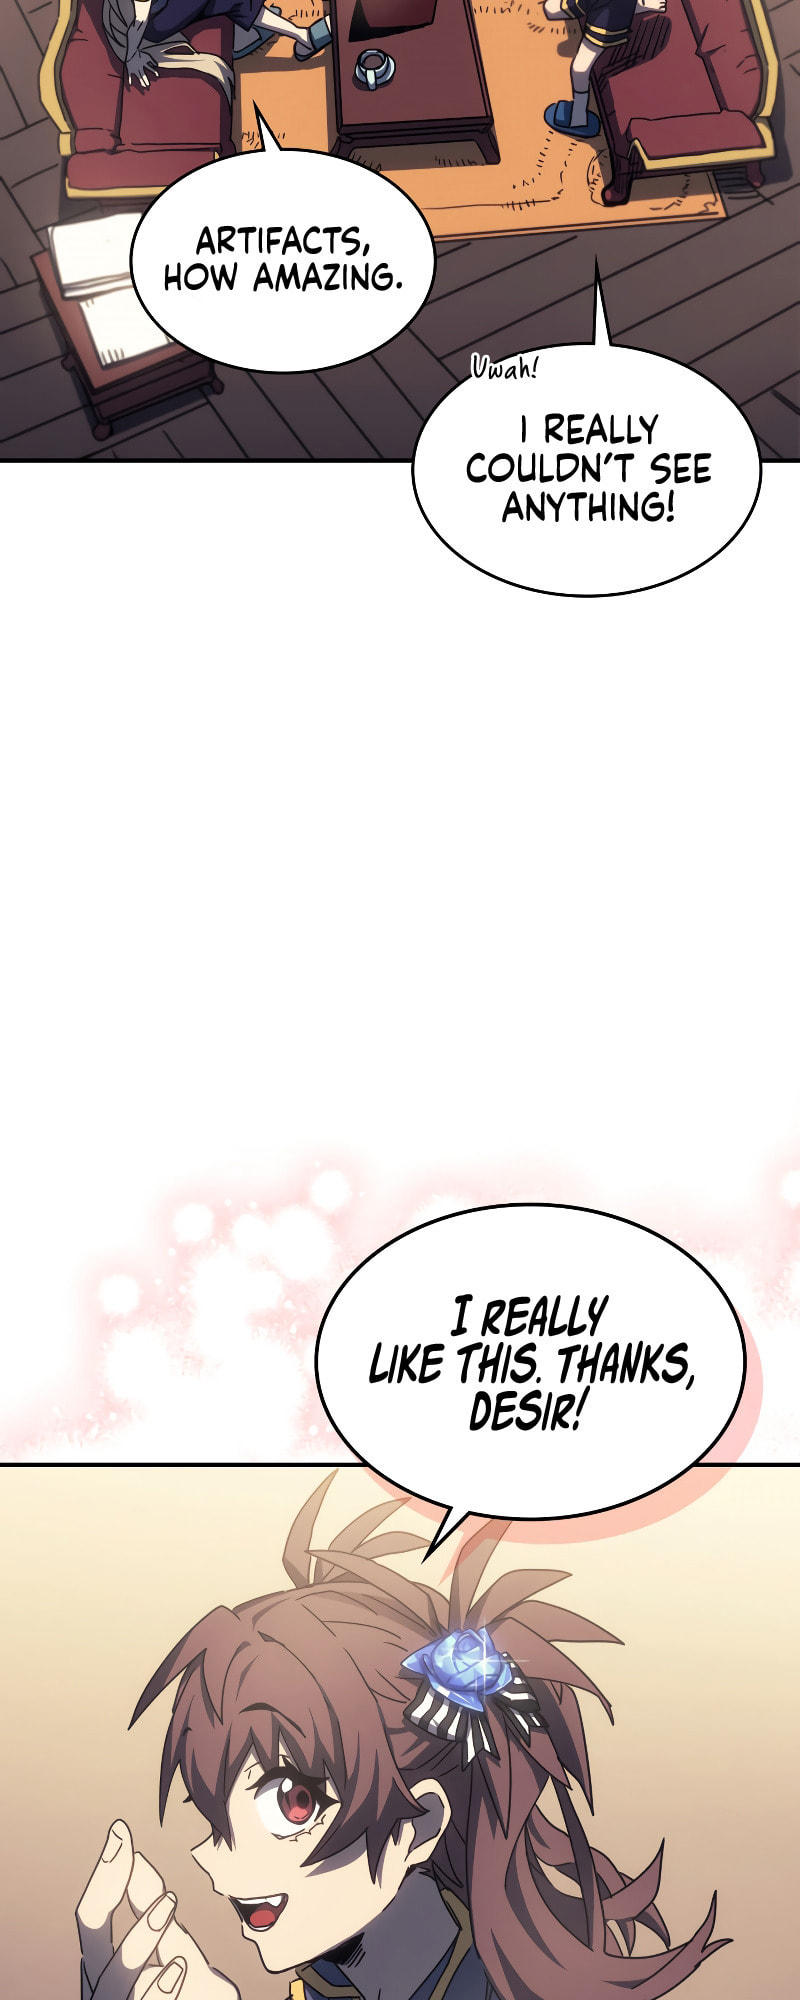 ARTIFACTS,
HOW AMAZING.
Uwah!
I REALLY
COULDN'T SEE
ANYTHING!
I REALLY
LIKE THIS. THANKS,
DESIR!